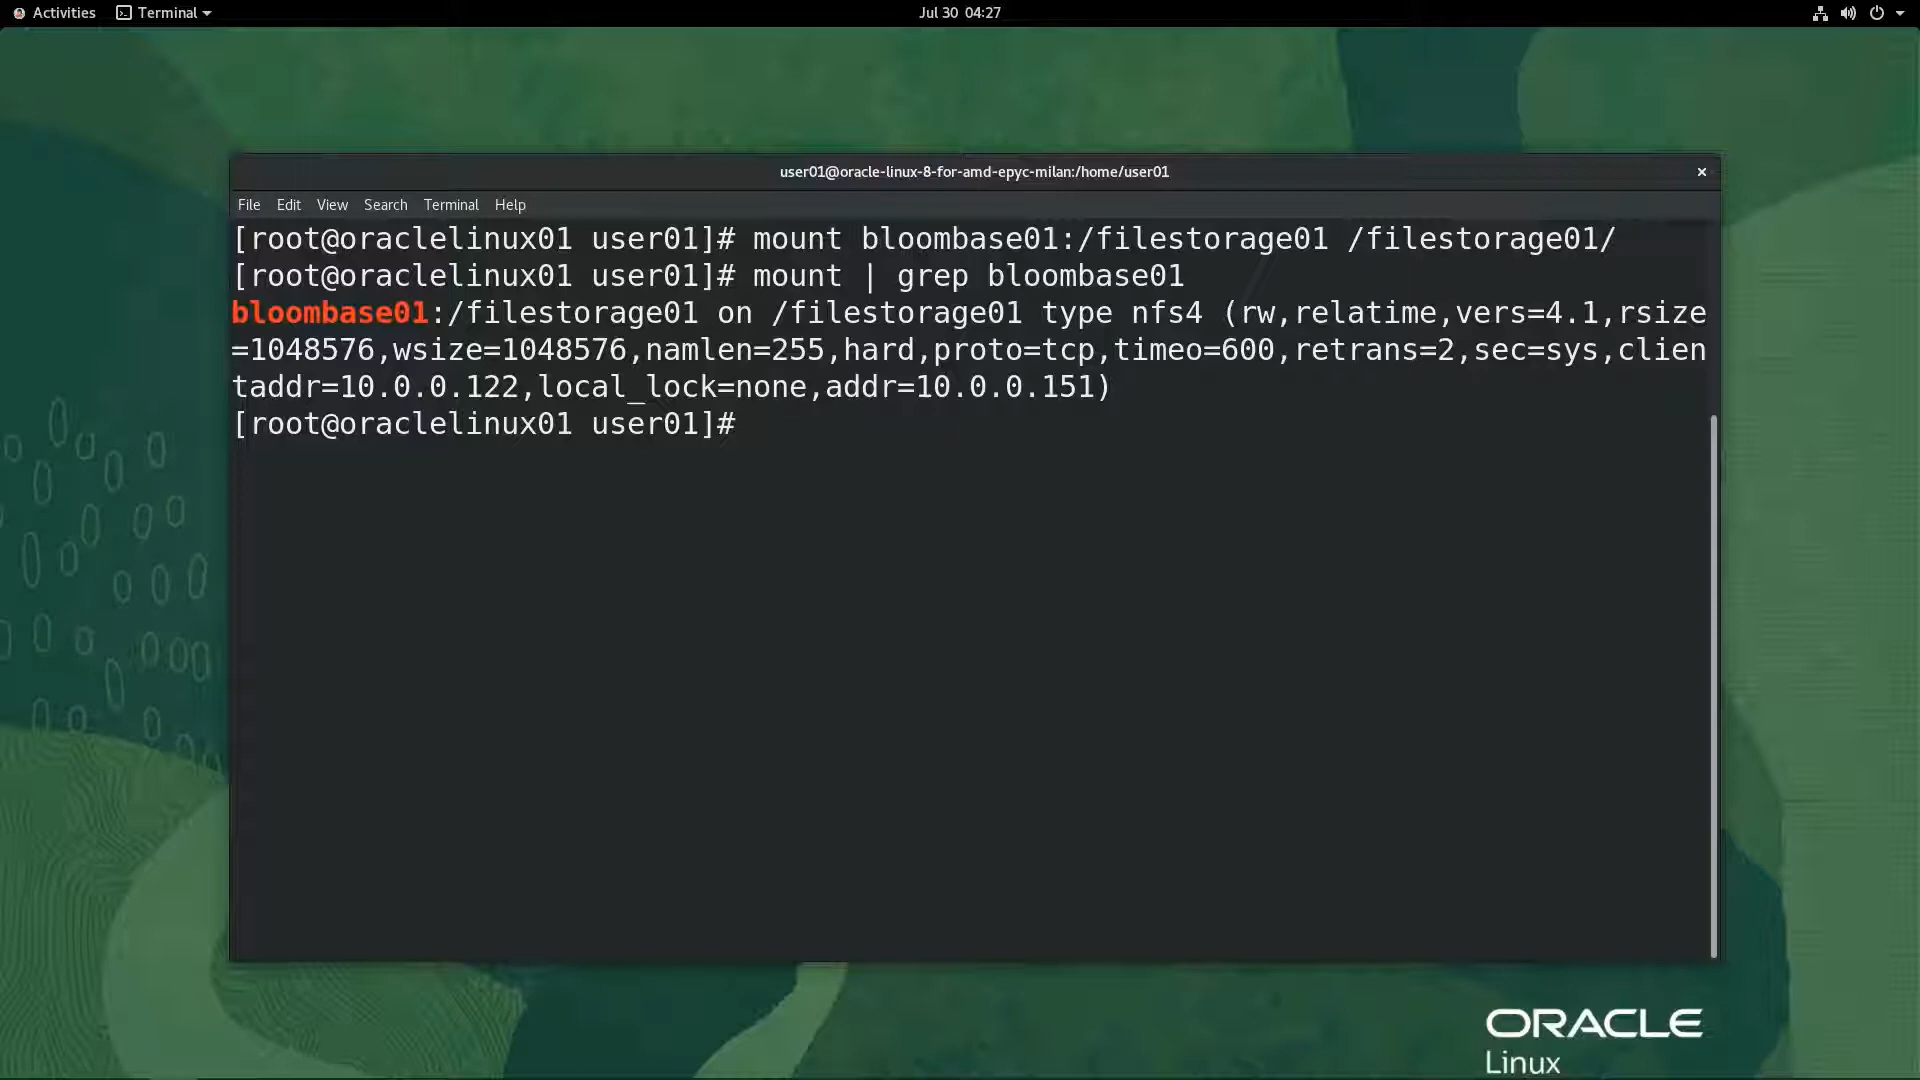 Activities Terminal Jul 30 04:27
user01@oracle-linux-8-for-amd-epyc-milan:/home/user01
File Edit View Search Terminal Help
[root@oraclelinux01 user01]# mount bloombase01:/filestorage01 /filestorage01/
[root@oraclelinux01 user01]# mount | grep bloombase01
bloombase01:/filestorage01 on /filestorage01 type nfs4 (rw,relatime,vers=4.1,rsize
=1048576,wsize=1048576,namlen=255,hard,proto=tcp,timeo=600,retrans=2,sec=sys,clien
taddr=10.0.0.122,local_lock=none,addr=10.0.0.151)
[root@oraclelinux01 user01]#
ORACLE
Linux